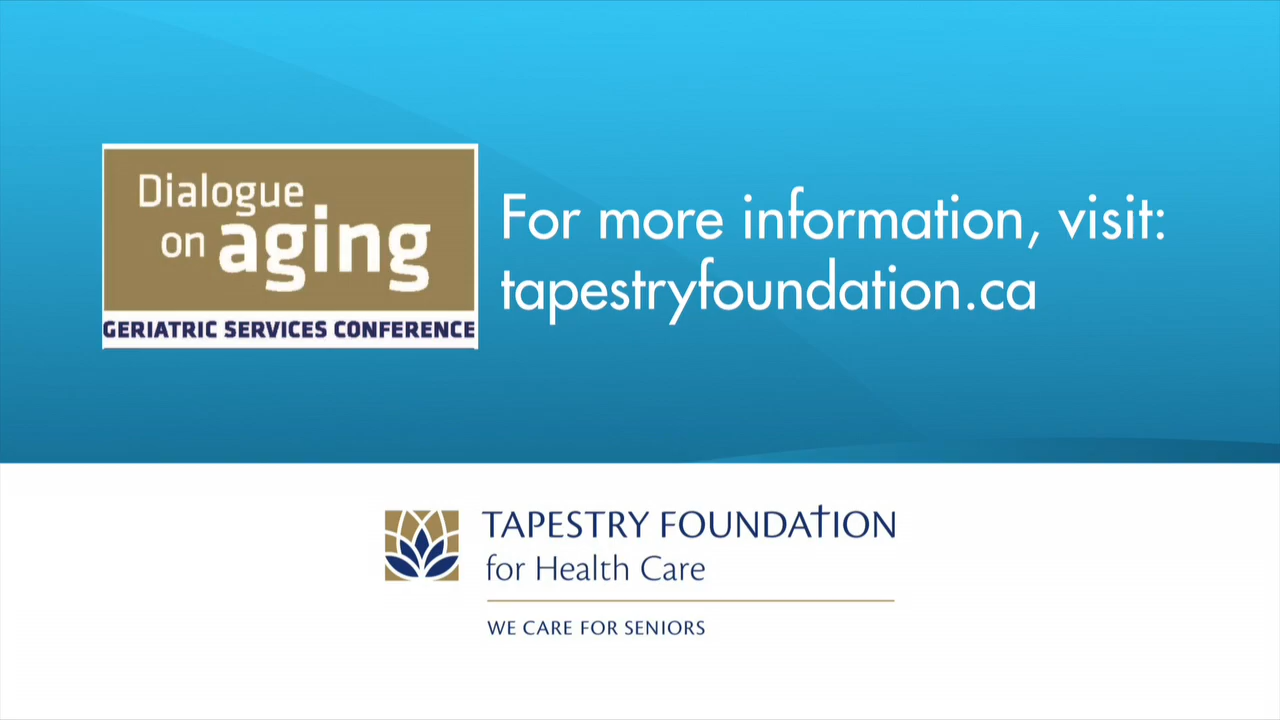 Dialogue
on aging
GERIATRIC SERVICES CONFERENCE
For more information, visit:
tapestryfoundation.ca
TAPESTRY FOUNDATION
for Health Care
WE CARE FOR SENIORS